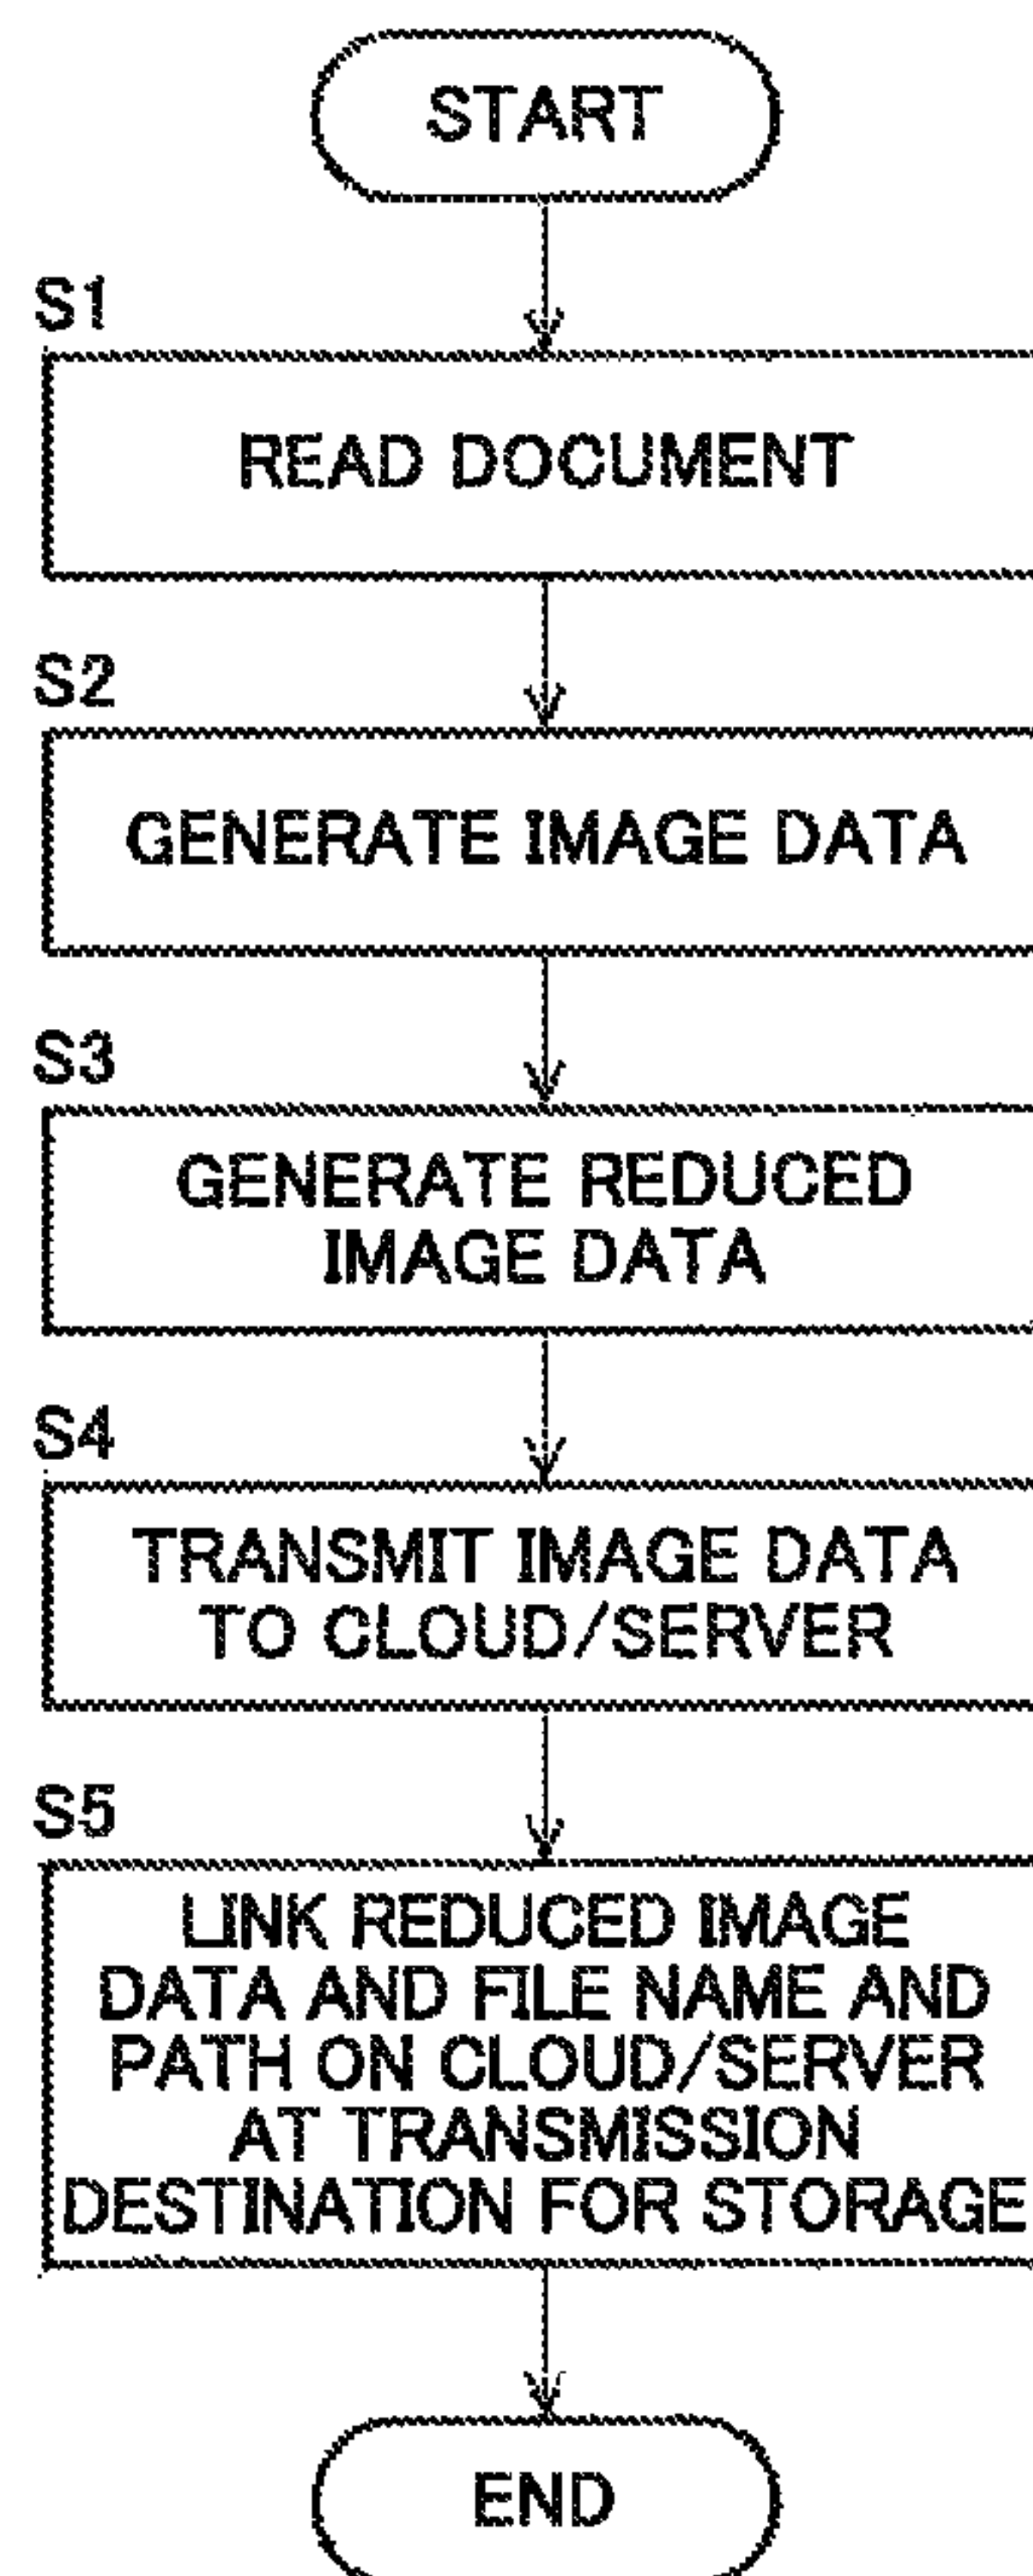 START
S1
READ DOCUMENT
S2
GENERATE IMAGE DATA
S3
GENERATE REDUCED
IMAGE DATA
S4
TRANSMIT IMAGE DATA
TO CLOUD/SERVER
S5
LINK REDUCED IMAGE
DATA AND FILE NAME AND
PATH ON CLOUD/SERVER
AT TRANSMISSION
DESTINATION FOR STORAGE
END